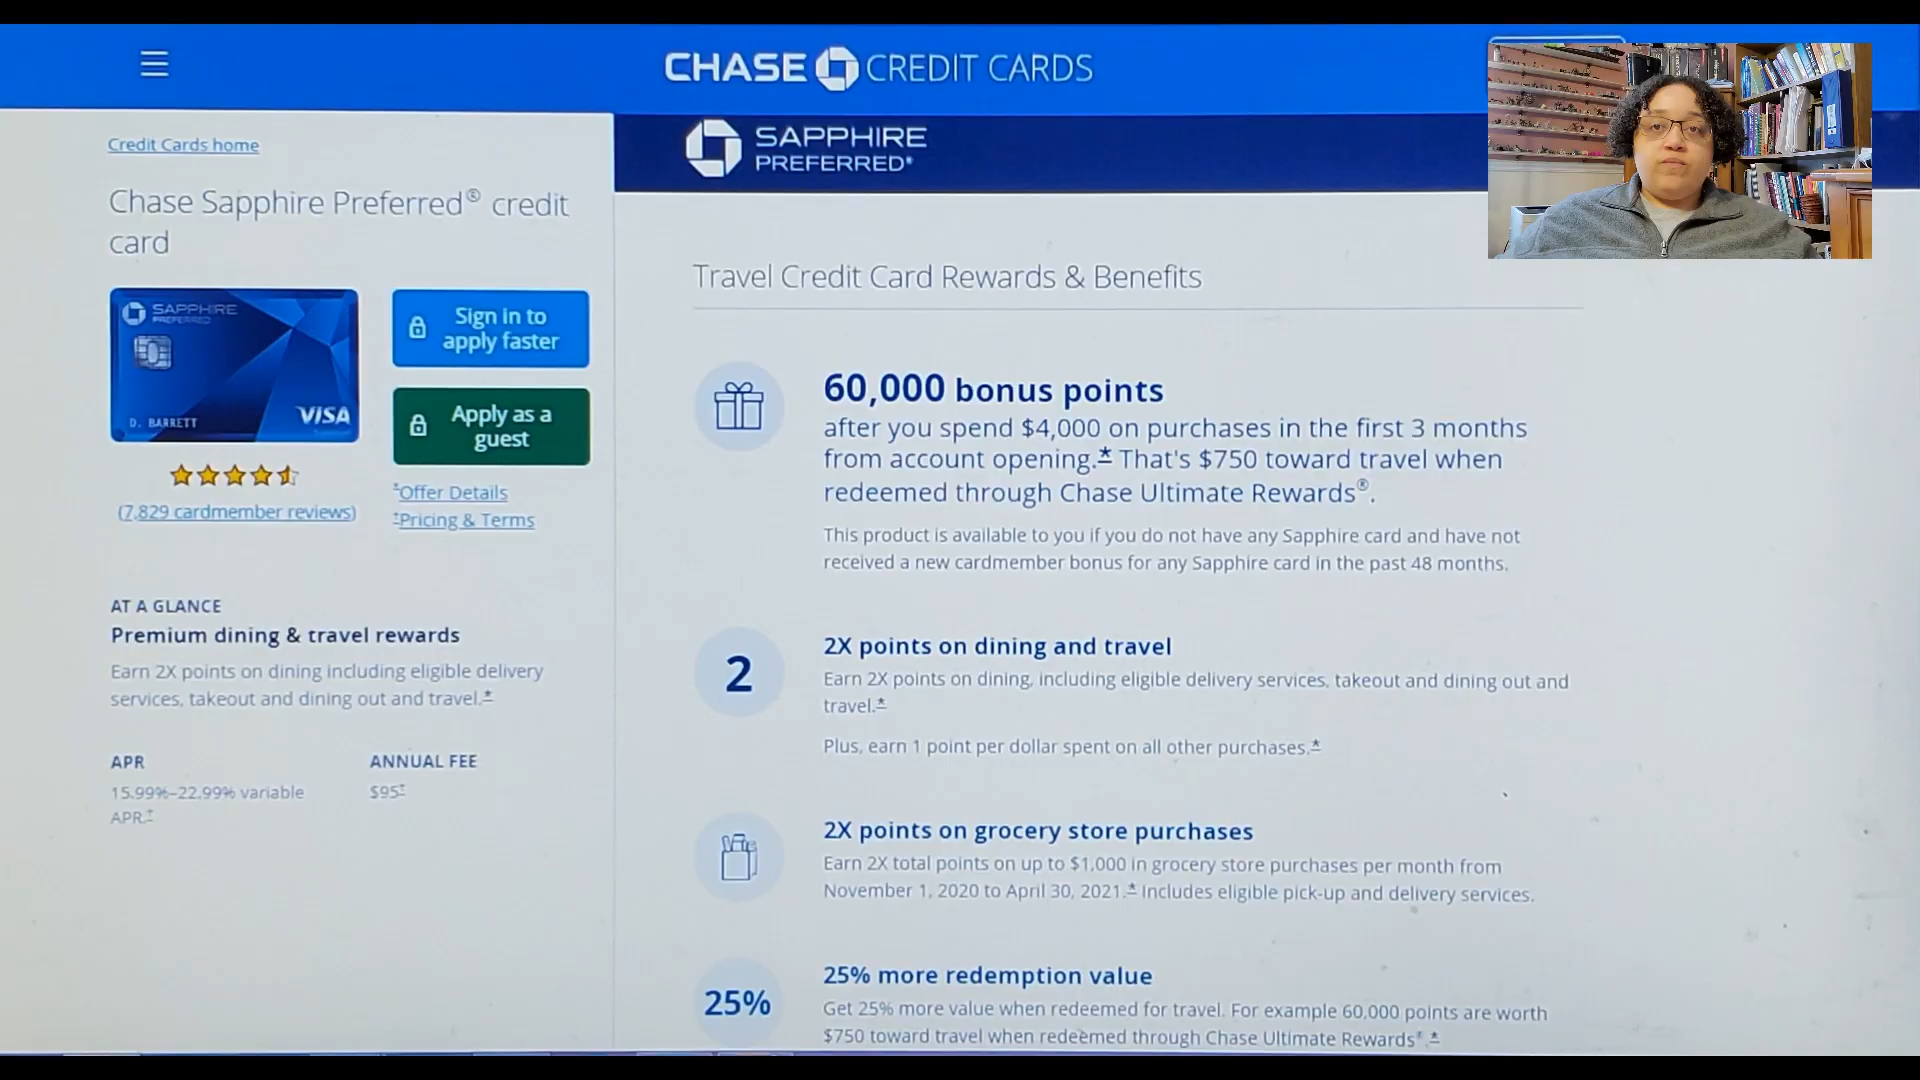 CHASE CREDIT CARDS
Credit Cards home
Chase Sapphire Preferred® credit
card
SAPPHIRE
PREFERRED
D. BARRETT
VISA
Sign in to
apply faster
Apply as a
guest
(7,829 cardmember reviews)
*Offer Details
†Pricing & Terms
AT A GLANCE
Premium dining & travel rewards
Earn 2X points on dining including eligible delivery
services, takeout and dining out and travel.*
APR
15.99%–22.99% variable
APR.†
ANNUAL FEE
$95†
SAPPHIRE
PREFERRED®
Travel Credit Card Rewards & Benefits
60,000 bonus points
after you spend $4,000 on purchases in the first 3 months
from account opening.* That's $750 toward travel when
redeemed through Chase Ultimate Rewards®.
This product is available to you if you do not have any Sapphire card and have not
received a new cardmember bonus for any Sapphire card in the past 48 months.
2
2X points on dining and travel
Earn 2X points on dining, including eligible delivery services, takeout and dining out and
travel.*
Plus, earn 1 point per dollar spent on all other purchases.*
2X points on grocery store purchases
Earn 2X total points on up to $1,000 in grocery store purchases per month from
November 1, 2020 to April 30, 2021.* Includes eligible pick-up and delivery services.
25%
25% more redemption value
Get 25% more value when redeemed for travel. For example 60,000 points are worth
$750 toward travel when redeemed through Chase Ultimate Rewards®.*